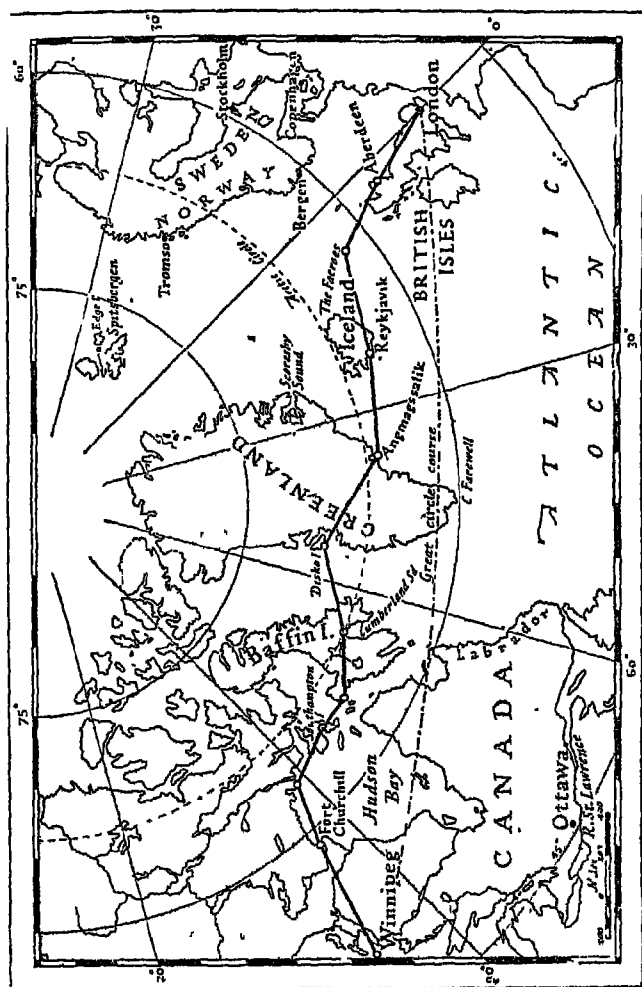 60°
30°
0
75°
Stockholm
Copenhagen
SWEDEN
NORWAY
Bergen
Tromsø
Edge I
Spitsbergen
Arctic Circle
Aberdeen
London
The Faeroes
BRITISH
ISLES
Iceland
Reykjavik
Scoresby
Sound
Angmagssalik
GREENLAND
Disko I
C Farewell
Great circle course
ATLANTIC
OCEAN
30°
75°
Baffin I.
Cumberland Sd
Southampton
Labrador
60°
Hudson
Bay
CANADA
Fort
Churchill
Winnipeg
Ottawa
R. St. Lawrence